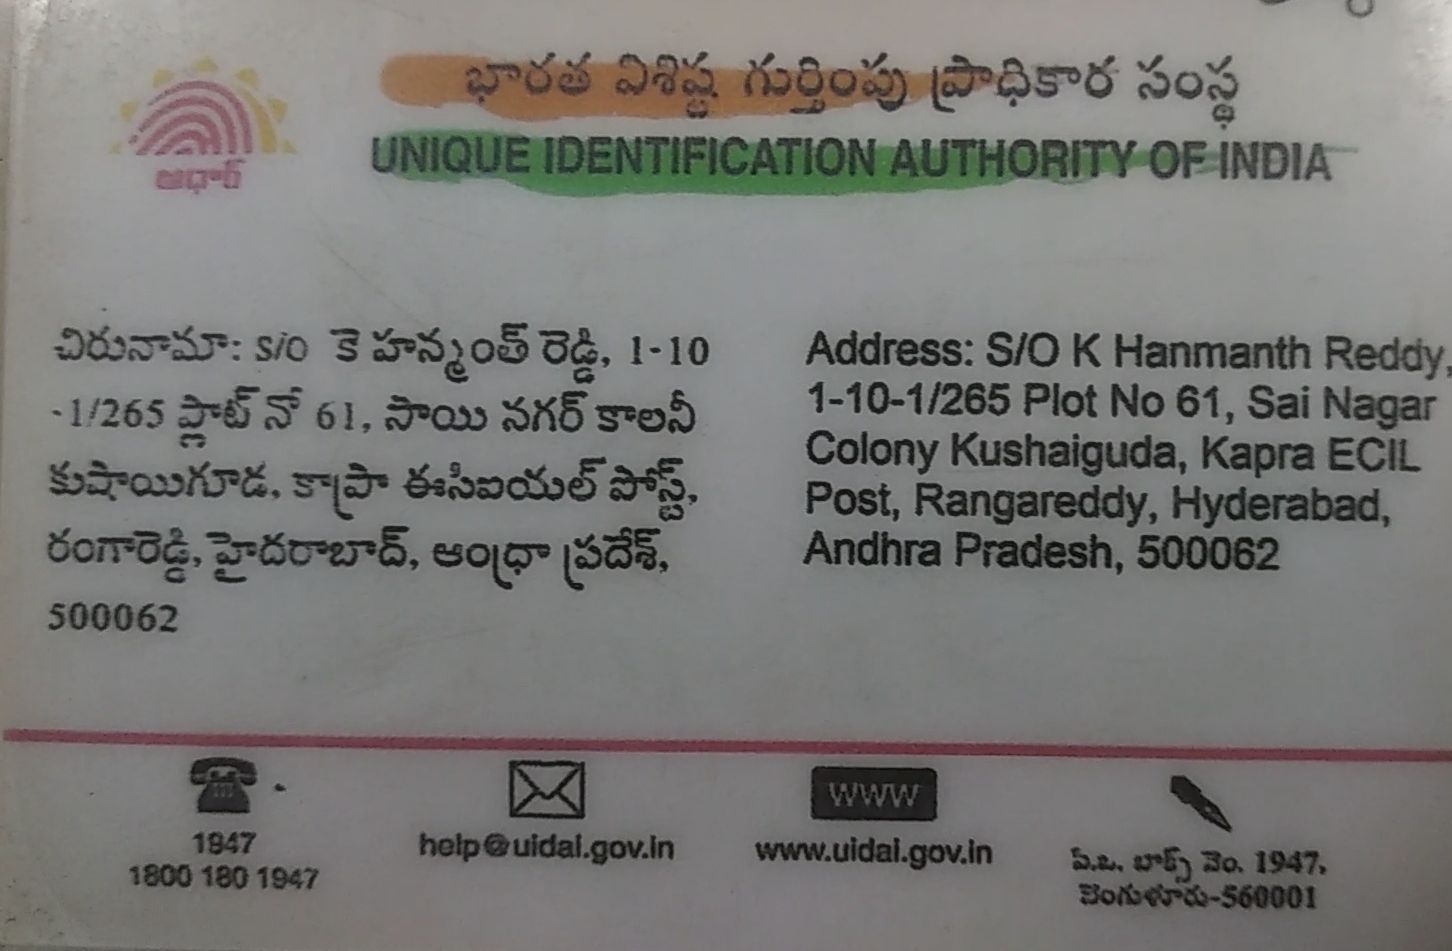 భారత విశిష్ట గుర్తింపు ప్రాధికార సంస్థ
UNIQUE IDENTIFICATION AUTHORITY OF INDIA
ఆధార్
చిరునామా: S/O కె హన్మంత్ రెడ్డి, 1-10
-1/265 ప్లాట్ నో 61, సాయి నగర్ కాలనీ
కుషాయిగూడ, కాప్రా ఈసిఐయల్ పోస్ట్,
రంగారెడ్డి, హైదరాబాద్, ఆంధ్రా ప్రదేశ్,
500062
Address: S/O K Hanmanth Reddy,
1-10-1/265 Plot No 61, Sai Nagar
Colony Kushaiguda, Kapra ECIL
Post, Rangareddy, Hyderabad,
Andhra Pradesh, 500062
1947
1800 180 1947
help@uidai.gov.in
WWW
www.uidai.gov.in
పి.ఒ. బాక్స్ నెం. 1947,
బెంగుళూరు-560001